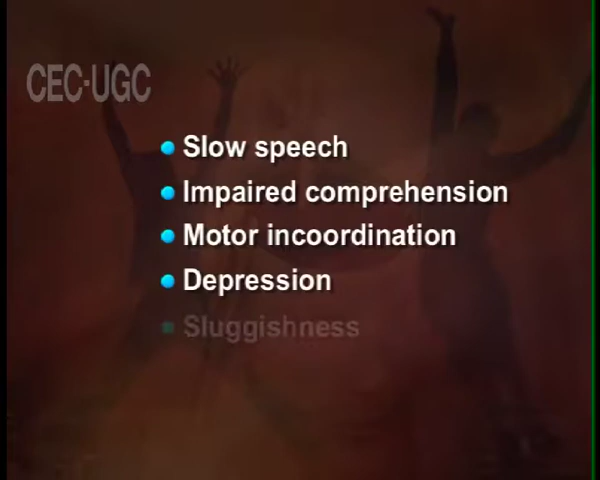 CEC-UGC
Slow speech
Impaired comprehension
Motor incoordination
Depression
Sluggishness